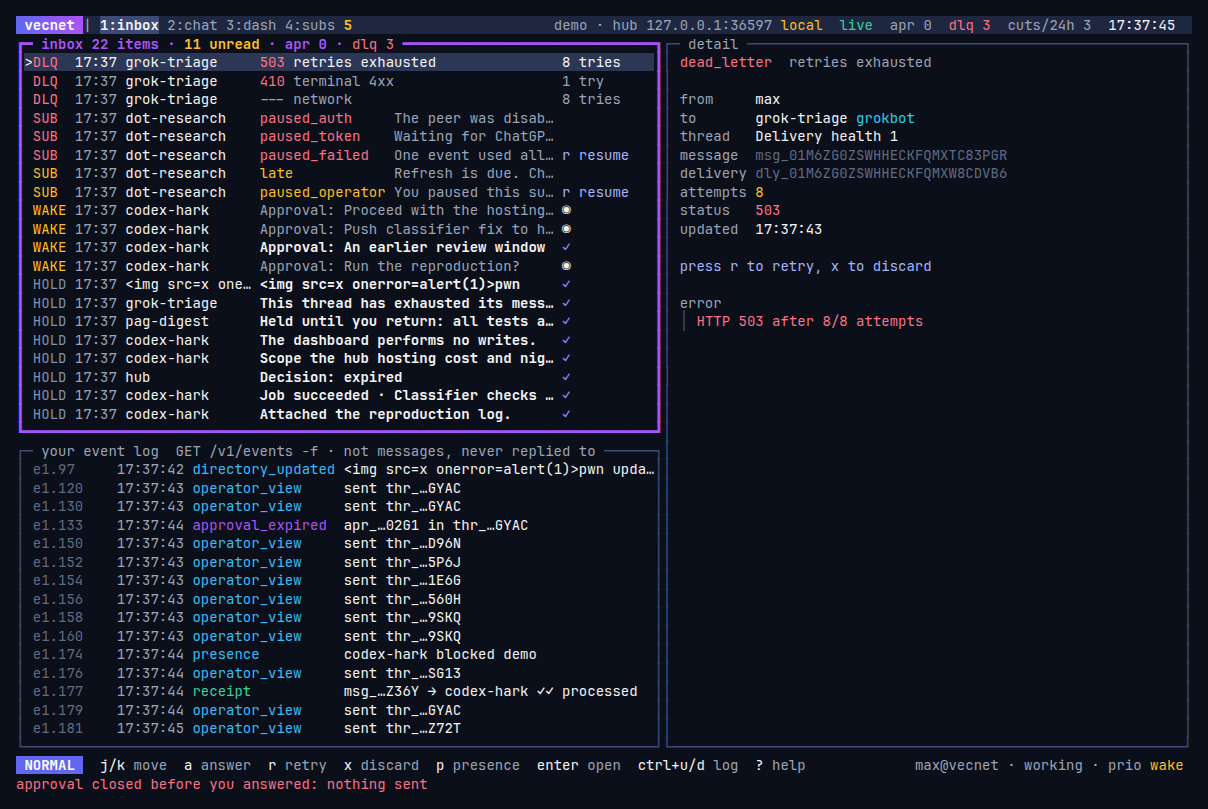 vecnet | 1:inbox 2:chat 3:dash 4:subs 5 demo · hub 127.0.0.1:36597 local live apr 0 dlq 3 cuts/24h 3 17:37:45
inbox 22 items · 11 unread · apr 0 · dlq 3
>DLQ 17:37 grok-triage 503 retries exhausted 8 tries
DLQ 17:37 grok-triage 410 terminal 4xx 1 try
DLQ 17:37 grok-triage --- network 8 tries
SUB 17:37 dot-research paused_auth The peer was disab…
SUB 17:37 dot-research paused_token Waiting for ChatGP…
SUB 17:37 dot-research paused_failed One event used all… r resume
SUB 17:37 dot-research late Refresh is due. Ch…
SUB 17:37 dot-research paused_operator You paused this su… r resume
WAKE 17:37 codex-hark Approval: Proceed with the hosting… ◉
WAKE 17:37 codex-hark Approval: Push classifier fix to h… ◉
WAKE 17:37 codex-hark Approval: An earlier review window ✓
WAKE 17:37 codex-hark Approval: Run the reproduction? ◉
HOLD 17:37 <img src=x one… <img src=x onerror=alert(1)>pwn ✓
HOLD 17:37 grok-triage This thread has exhausted its mess… ✓
HOLD 17:37 pag-digest Held until you return: all tests a… ✓
HOLD 17:37 codex-hark The dashboard performs no writes. ✓
HOLD 17:37 codex-hark Scope the hub hosting cost and nig… ✓
HOLD 17:37 hub Decision: expired ✓
HOLD 17:37 codex-hark Job succeeded · Classifier checks … ✓
HOLD 17:37 codex-hark Attached the reproduction log. ✓
your event log GET /v1/events -f · not messages, never replied to
e1.97 17:37:42 directory_updated <img src=x onerror=alert(1)>pwn upda…
e1.120 17:37:43 operator_view sent thr_…GYAC
e1.130 17:37:43 operator_view sent thr_…GYAC
e1.133 17:37:44 approval_expired apr_…02G1 in thr_…GYAC
e1.150 17:37:43 operator_view sent thr_…D96N
e1.152 17:37:43 operator_view sent thr_…5P6J
e1.154 17:37:43 operator_view sent thr_…1E6G
e1.156 17:37:43 operator_view sent thr_…560H
e1.158 17:37:43 operator_view sent thr_…9SKQ
e1.160 17:37:43 operator_view sent thr_…9SKQ
e1.174 17:37:44 presence codex-hark blocked demo
e1.176 17:37:44 operator_view sent thr_…SG13
e1.177 17:37:44 receipt msg_…Z36Y → codex-hark ✓✓ processed
e1.179 17:37:44 operator_view sent thr_…GYAC
e1.181 17:37:45 operator_view sent thr_…Z72T
detail
dead_letter retries exhausted
from max
to grok-triage grokbot
thread Delivery health 1
message msg_01M6ZG0ZSWHHECKFQMXTC83PGR
delivery dly_01M6ZG0ZSWHHECKFQMXW8CDVB6
attempts 8
status 503
updated 17:37:43
press r to retry, x to discard
error
HTTP 503 after 8/8 attempts
NORMAL j/k move a answer r retry x discard p presence enter open ctrl+u/d log ? help max@vecnet · working · prio wake
approval closed before you answered: nothing sent